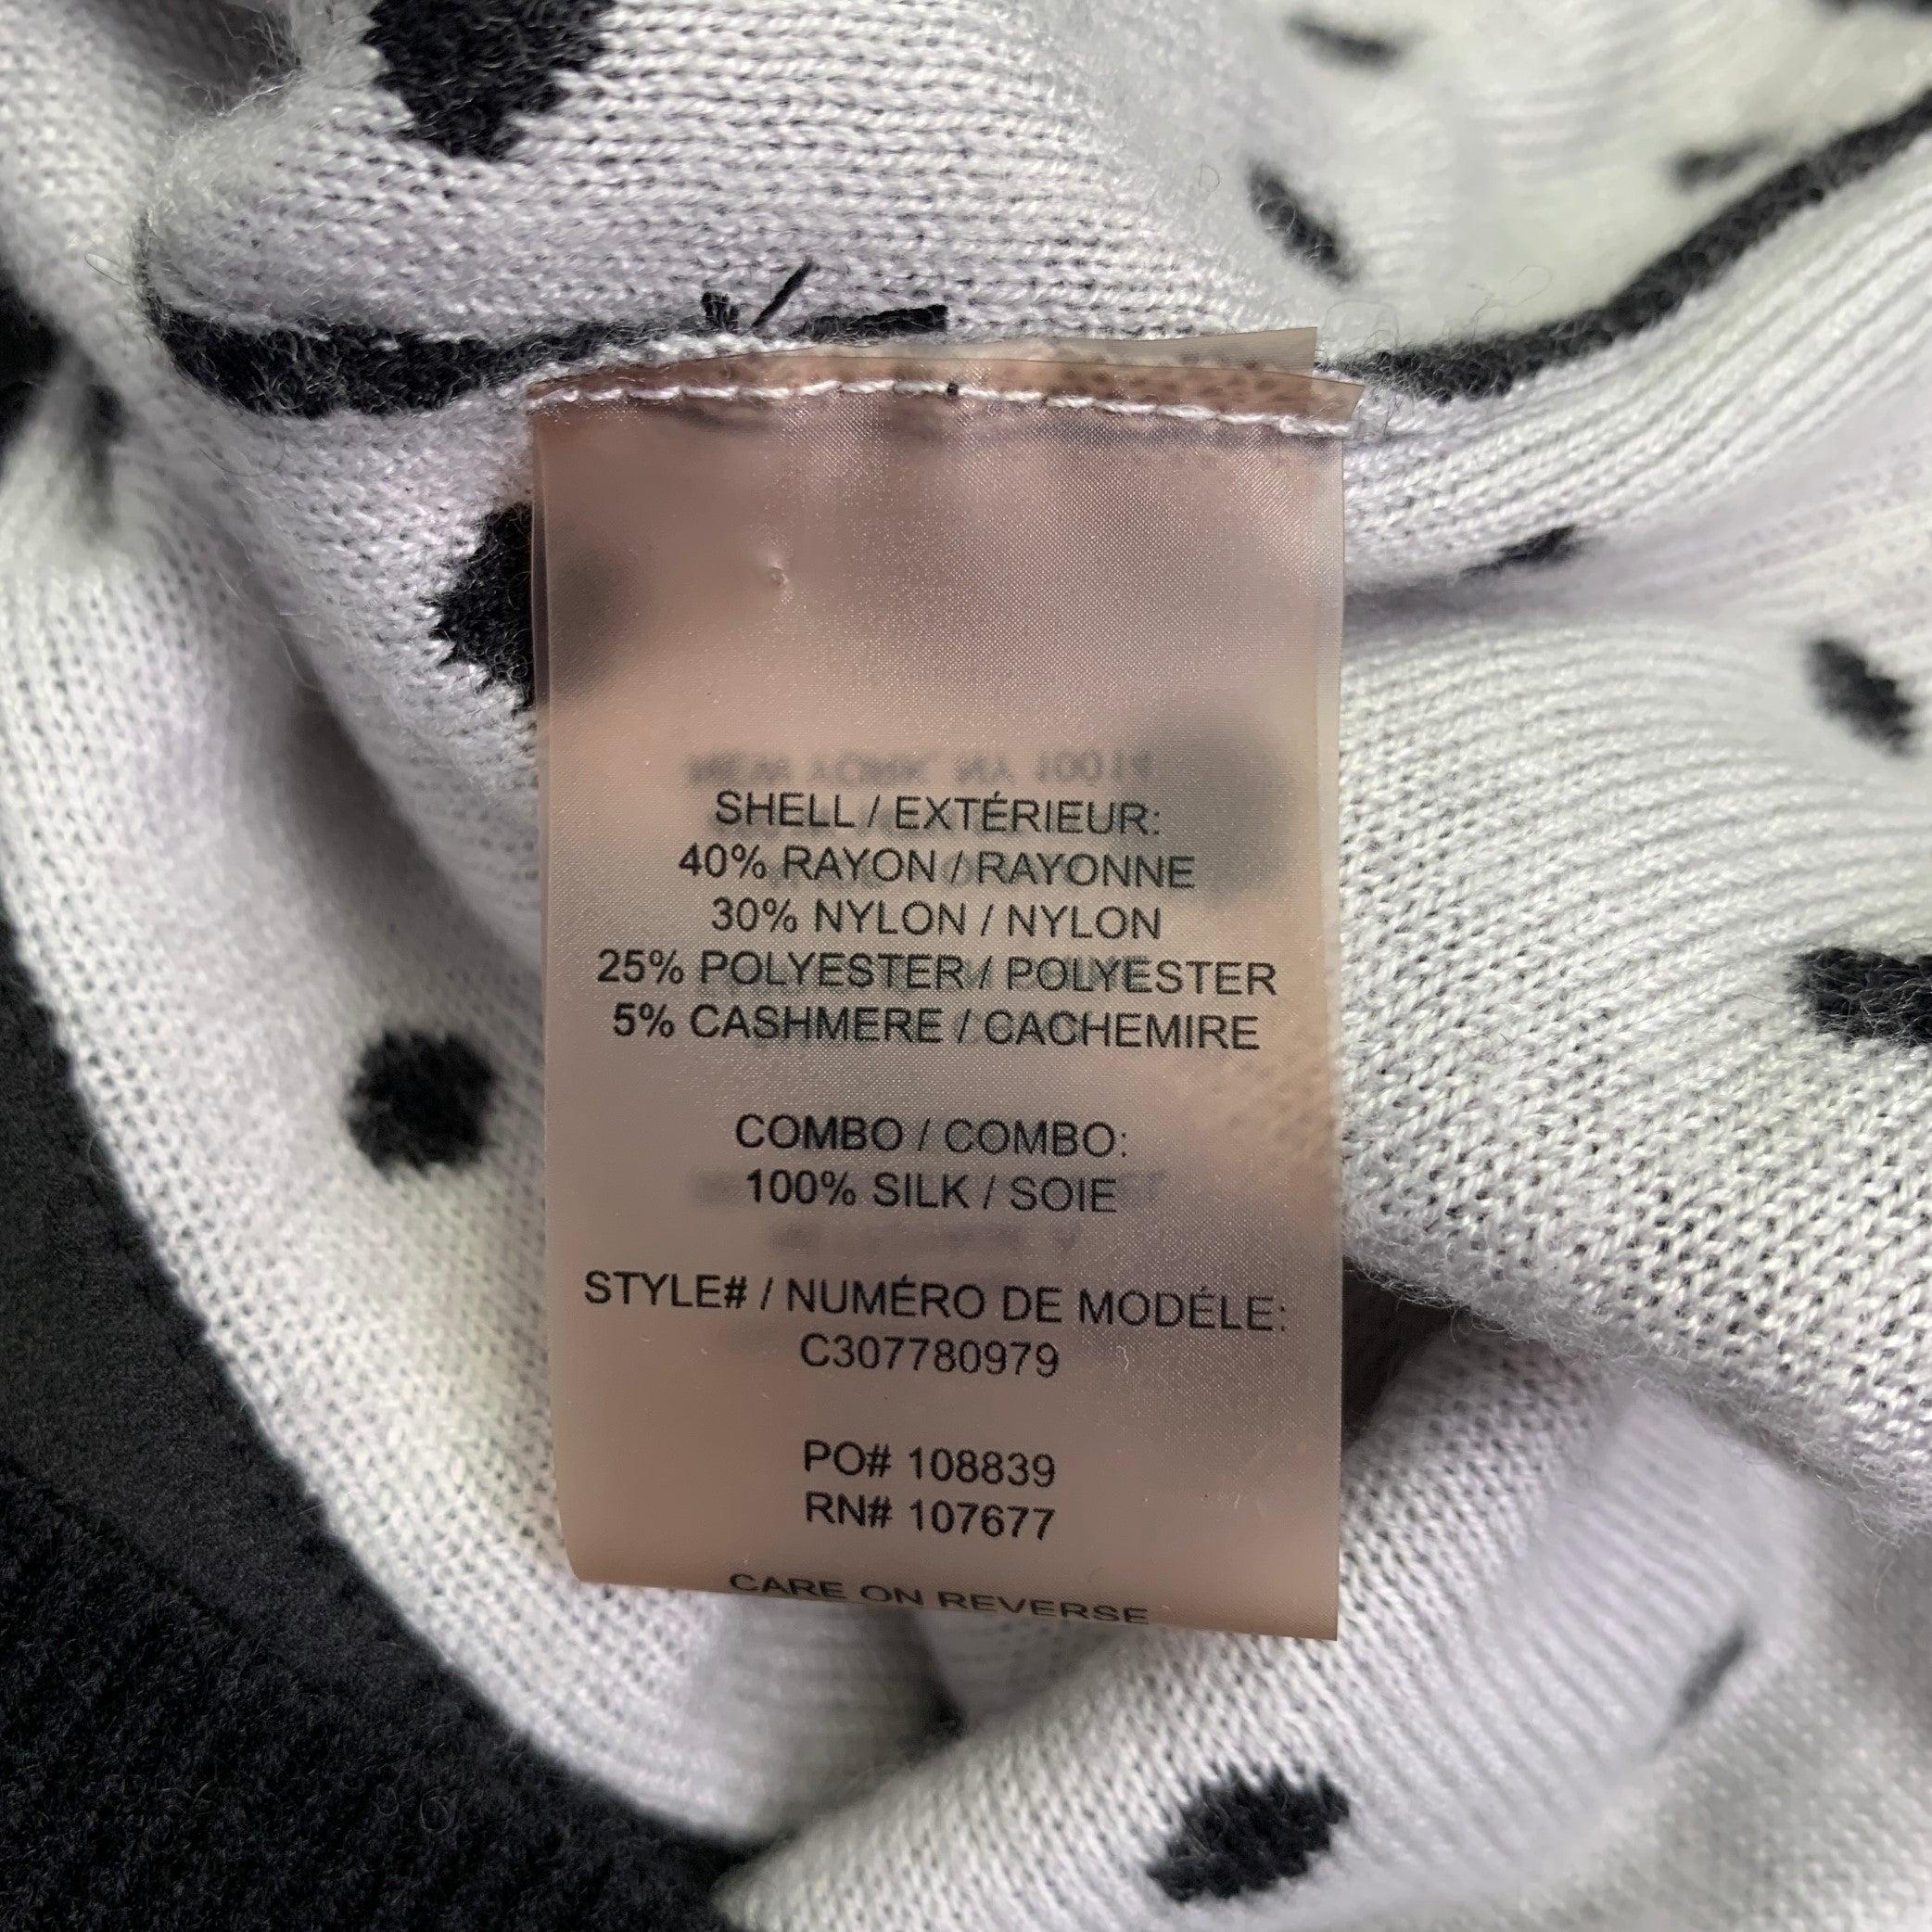 SHELL / EXTÉRIEUR:
40% RAYON / RAYONNE
30% NYLON / NYLON
25% POLYESTER / POLYESTER
5% CASHMERE / CACHEMIRE
COMBO / COMBO:
100% SILK / SOIE
STYLE# / NUMÉRO DE MODÉLE:
C307780979
PO# 108839
RN# 107677
CARE ON REVERSE